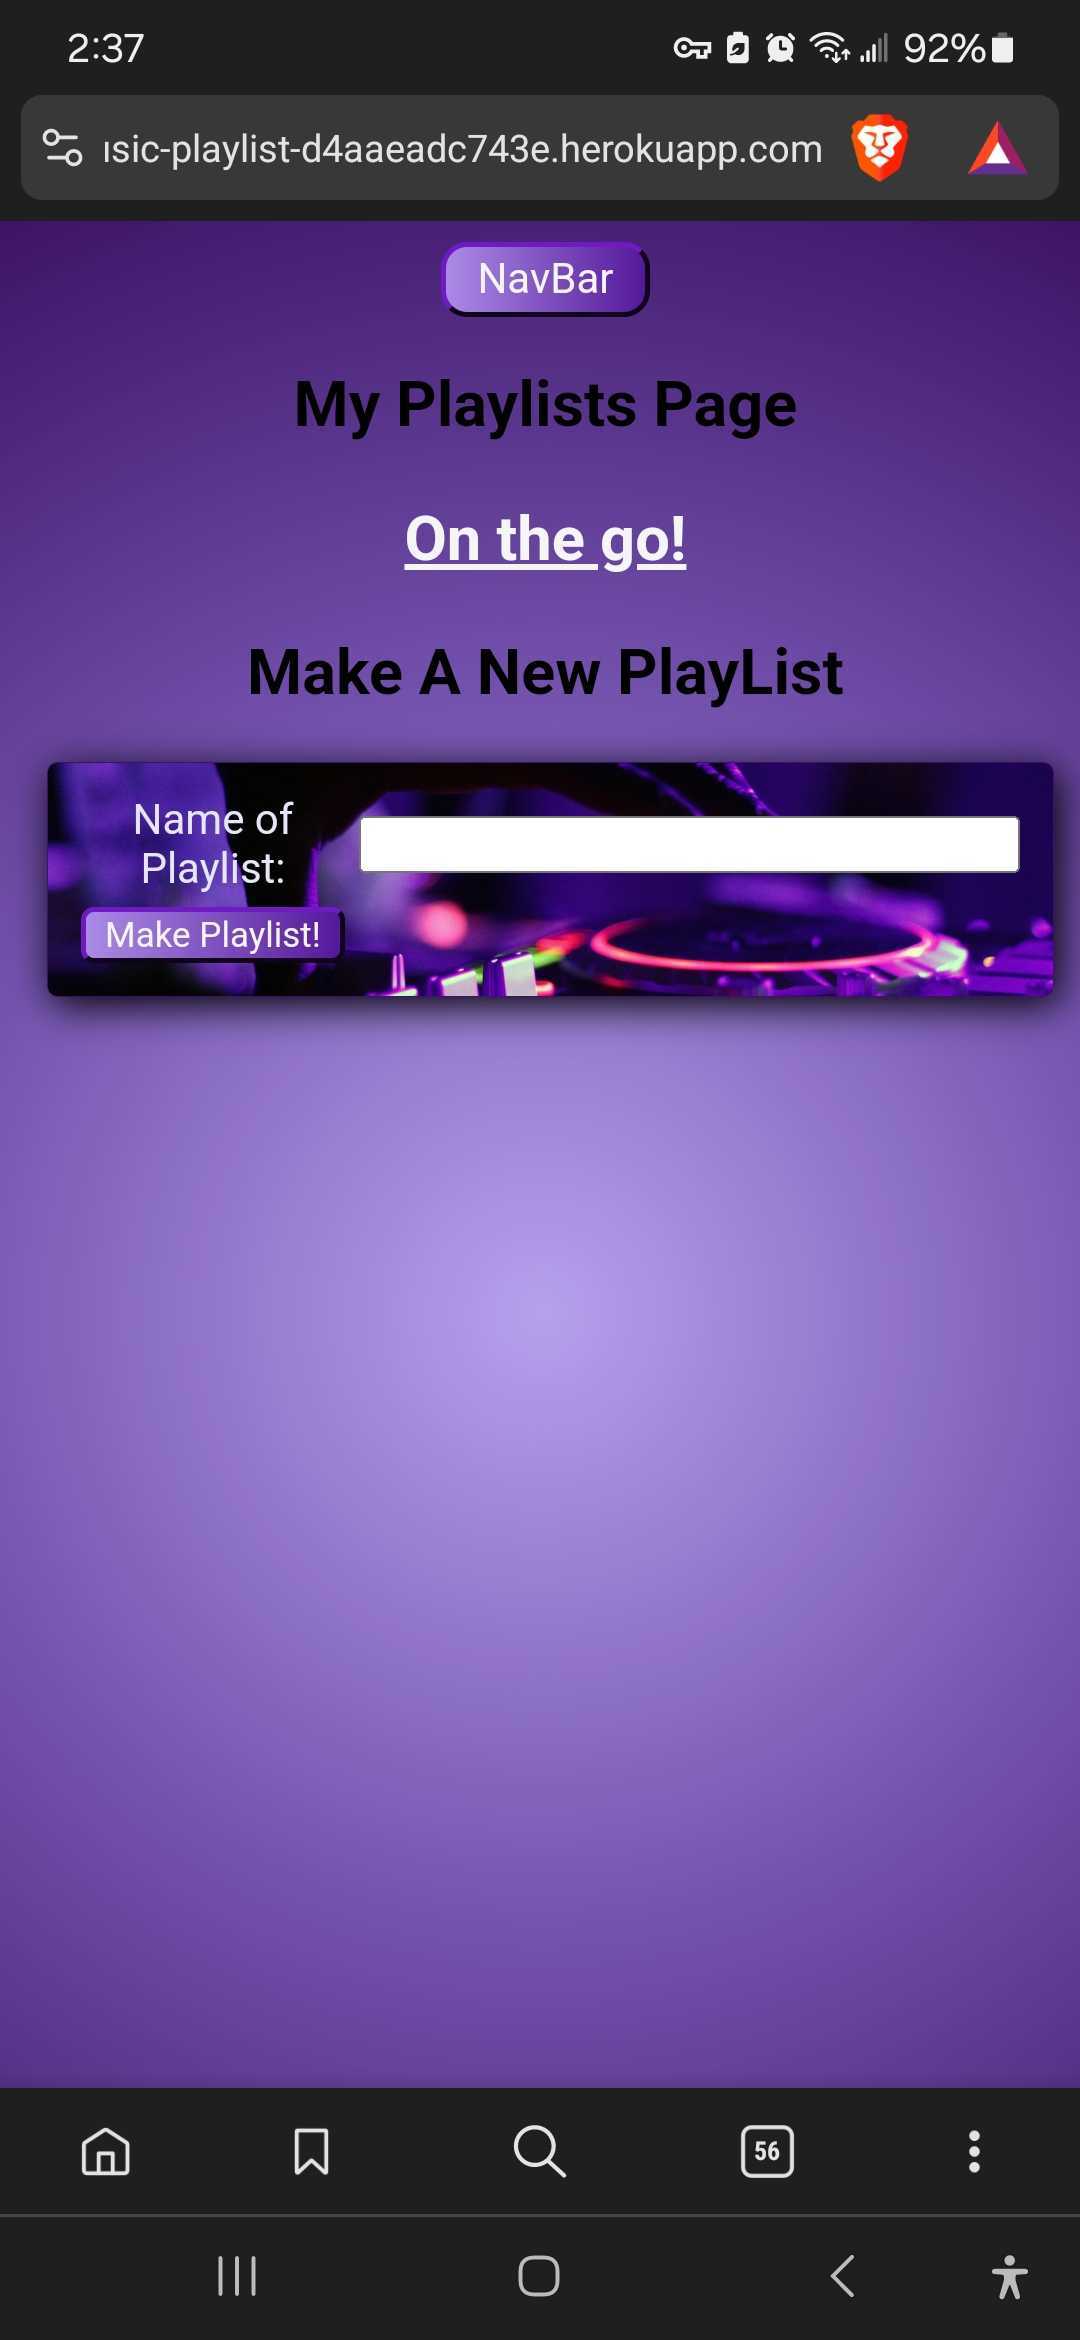 2:37
92%
ısic-playlist-d4aaeadc743e.herokuapp.com
NavBar
My Playlists Page
On the go!
Make A New PlayList
Name of
Playlist:
Make Playlist!
56